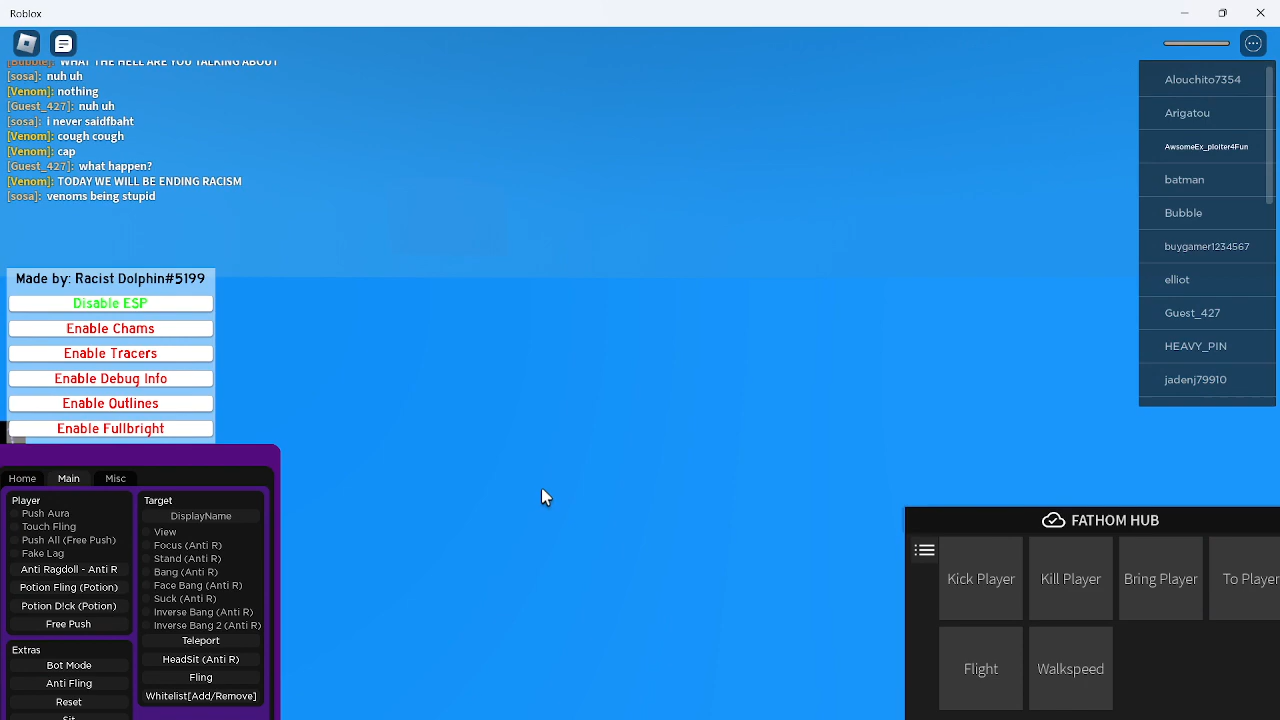 Roblox
[Bubble]: WHAT THE HELL ARE YOU TALKING ABOUT
[sosa]: nuh uh
[Venom]: nothing
[Guest_427]: nuh uh
[sosa]: i never saidfbaht
[Venom]: cough cough
[Venom]: cap
[Guest_427]: what happen?
[Venom]: TODAY WE WILL BE ENDING RACISM
[sosa]: venoms being stupid
Alouchito7354
Arigatou
AwsomeEx_ploiter4Fun
batman
Bubble
buygamer1234567
elliot
Guest_427
HEAVY_PIN
jadenj79910
Made by: Racist Dolphin#5199
Disable ESP
Enable Chams
Enable Tracers
Enable Debug Info
Enable Outlines
Enable Fullbright
Home Main Misc
Player
Push Aura
Touch Fling
Push All (Free Push)
Fake Lag
Anti Ragdoll - Anti R
Potion Fling (Potion)
Potion D!ck (Potion)
Free Push
Extras
Bot Mode
Anti Fling
Reset
Sit
Target
DisplayName
View
Focus (Anti R)
Stand (Anti R)
Bang (Anti R)
Face Bang (Anti R)
Suck (Anti R)
Inverse Bang (Anti R)
Inverse Bang 2 (Anti R)
Teleport
HeadSit (Anti R)
Fling
Whitelist[Add/Remove]
FATHOM HUB
Kick Player
Kill Player
Bring Player
To Player
Flight
Walkspeed